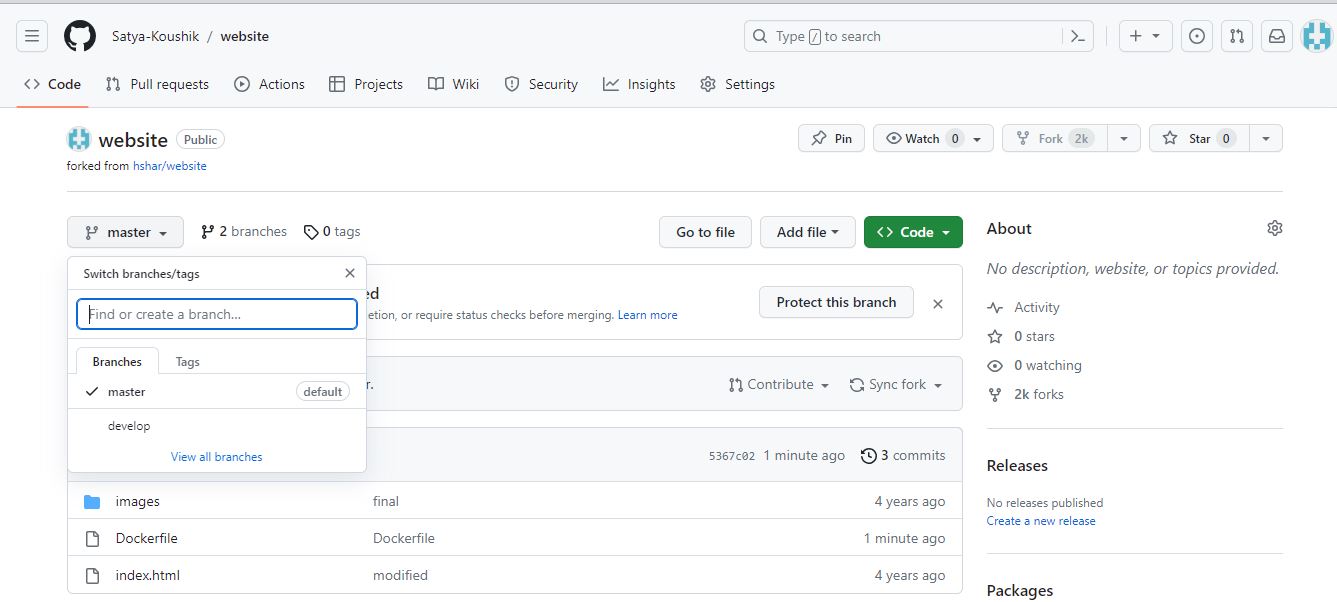 Satya-Koushik / website
Type / to search
Code Pull requests Actions Projects Wiki Security Insights Settings
website Public
forked from hshar/website
Pin Watch 0 Fork 2k Star 0
master 2 branches 0 tags
Go to file Add file Code
Switch branches/tags
Find or create a branch...
Branches Tags
master default
develop
View all branches
ed
etion, or require status checks before merging. Learn more
Protect this branch
r.
Contribute Sync fork
5367c02 1 minute ago 3 commits
images final 4 years ago
Dockerfile Dockerfile 1 minute ago
index.html modified 4 years ago
About
No description, website, or topics provided.
Activity
0 stars
0 watching
2k forks
Releases
No releases published
Create a new release
Packages